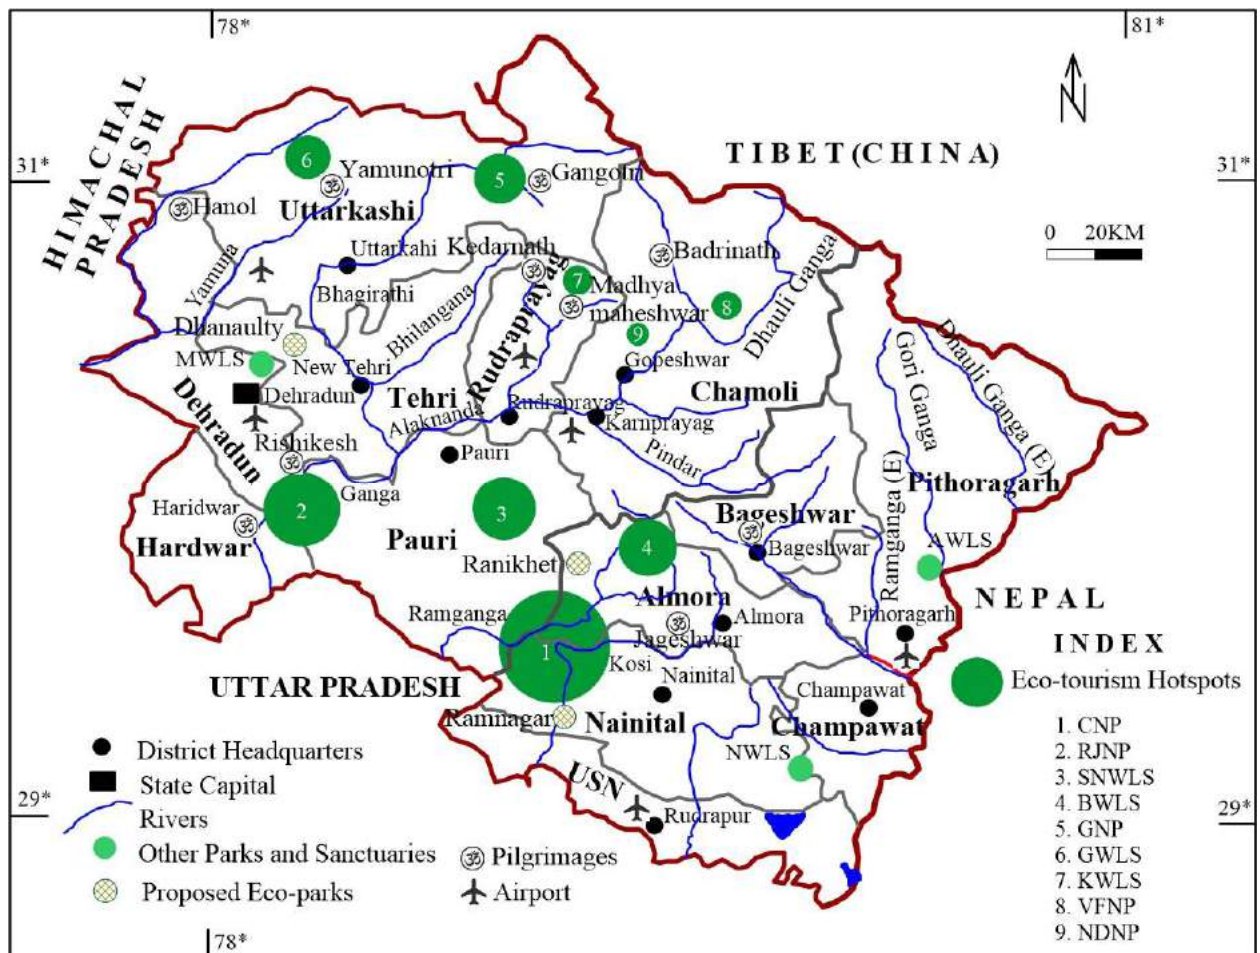 78*
81*
HIMACHAL
PRADESH
TIBET (CHINA)
31*
31*
0 20KM
6
Yamunotri
5
Gangotri
Hanol
Uttarkashi
Uttarkahi
Kedarnath
Badrinath
Yamuna
Bhagirathi
Bhilangana
Rudraprayag
7
Madhya
maheshwar
8
9
Dhauli Ganga
Dhanaulty
MWLS
New Tehri
Gopeshwar
Gori Ganga
Dhauli Ganga (E)
Dehradun
Dehradun
Tehri
Alaknanda
Rudraprayag
Karnprayag
Chamoli
Rishikesh
Pauri
Pindar
Ganga
Ramganga (E)
Pithoragarh
Haridwar
2
3
Hardwar
Pauri
Bageshwar
Bageshwar
4
Ranikhet
AWLS
NEPAL
Almora
Almora
Ramganga
Jageshwar
Pithoragarh
1
Kosi
Nainital
INDEX
Eco-tourism Hotspots
UTTAR PRADESH
Champawat
Ramnagar
Nainital
Champawat
NWLS
1. CNP
2. RJNP
3. SNWLS
4. BWLS
5. GNP
6. GWLS
7. KWLS
8. VFNP
9. NDNP
USN
Rudrapur
District Headquarters
State Capital
29*
29*
Rivers
Other Parks and Sanctuaries
Pilgrimages
Proposed Eco-parks
Airport
78*
N
ॐ